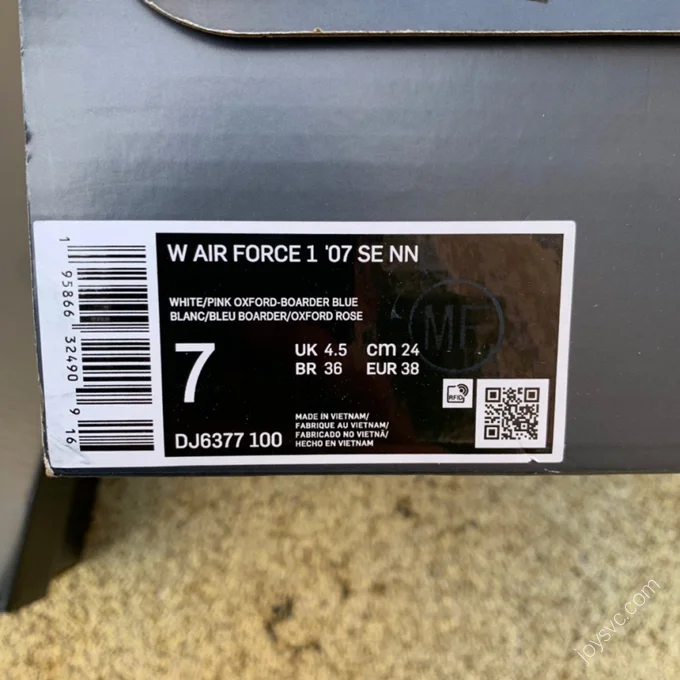 W AIR FORCE 1 '07 SE NN
WHITE/PINK OXFORD-BOARDER BLUE
BLANC/BLEU BOARDER/OXFORD ROSE
7
UK 4.5 cm 24
BR 36 EUR 38
MF
RFID
DJ6377 100
MADE IN VIETNAM/
FABRIQUE AU VIETNAM/
FABRICADO NO VIETNÃ/
HECHO EN VIETNAM
1 95866 32490 9 16
joysvc.com